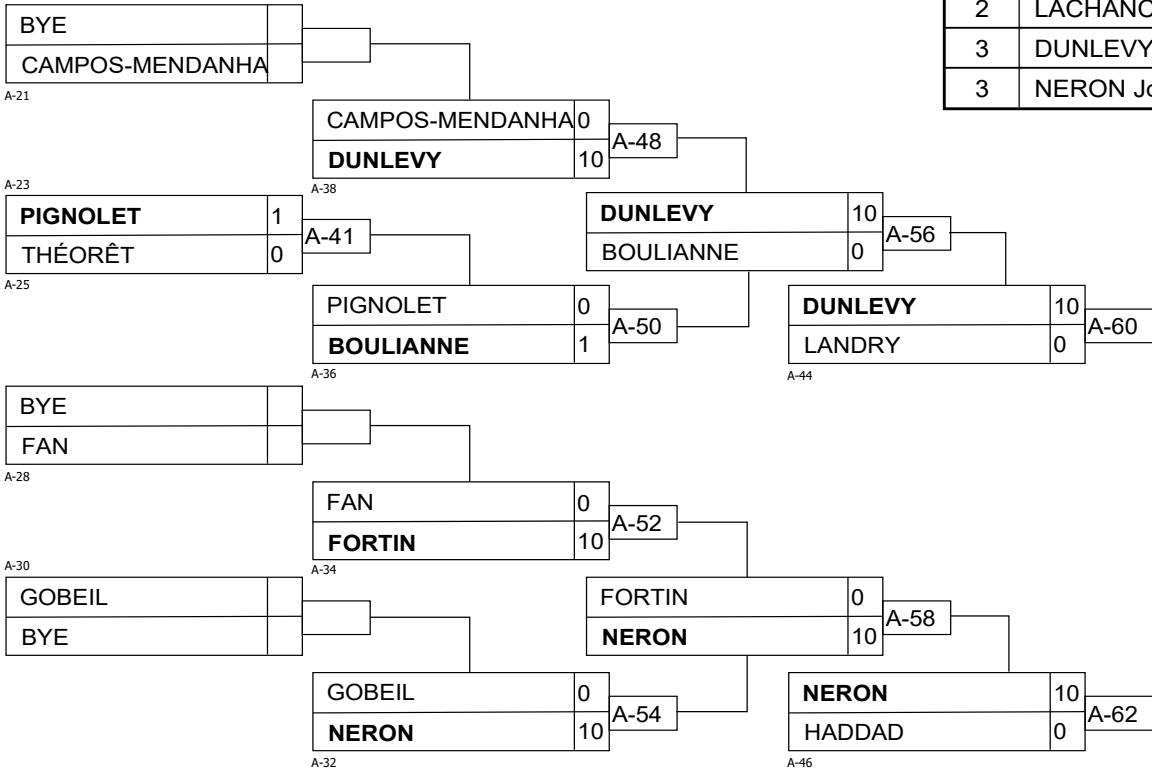 BYE
CAMPOS-MENDANHA
A-21
2 LACHANC
3 DUNLEVY
3 NERON Jo
CAMPOS-MENDANHA 0
DUNLEVY 10
A-48
A-38
A-23
PIGNOLET 1
THÉORÊT 0
A-41
A-25
DUNLEVY 10
BOULIANNE 0
A-56
PIGNOLET 0
BOULIANNE 1
A-50
A-36
DUNLEVY 10
LANDRY 0
A-60
A-44
BYE
FAN
A-28
FAN 0
FORTIN 10
A-52
A-34
A-30
GOBEIL
BYE
FORTIN 0
NERON 10
A-58
GOBEIL 0
NERON 10
A-54
A-32
NERON 10
HADDAD 0
A-62
A-46